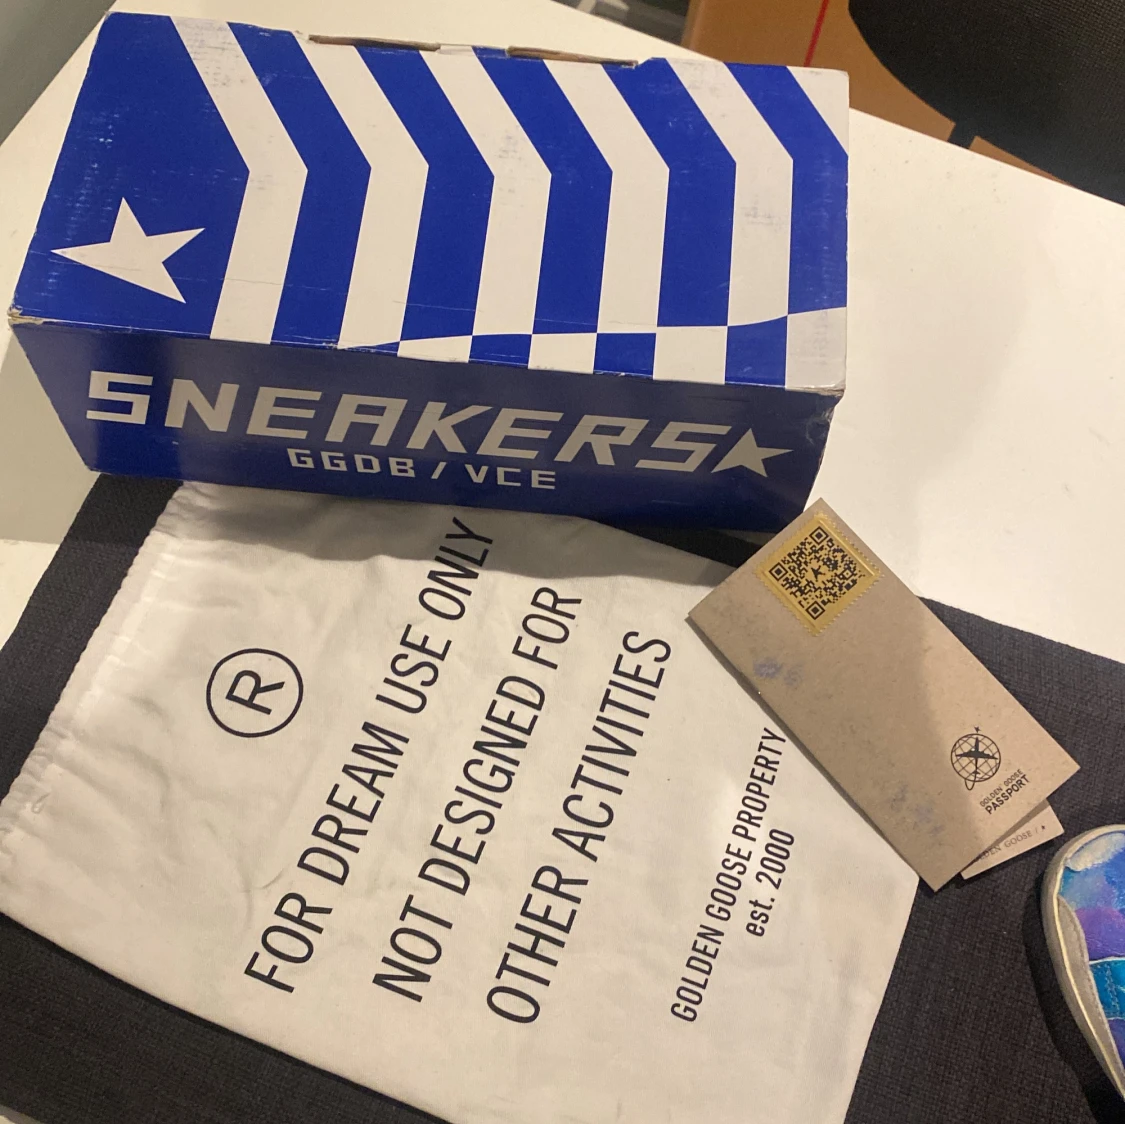 SNEAKERS
GGDB / VCE
®
FOR DREAM USE ONLY
NOT DESIGNED FOR
OTHER ACTIVITIES
GOLDEN GOOSE PROPERTY
est. 2000
GOLDEN GOOSE
PASSPORT
GOOSE /